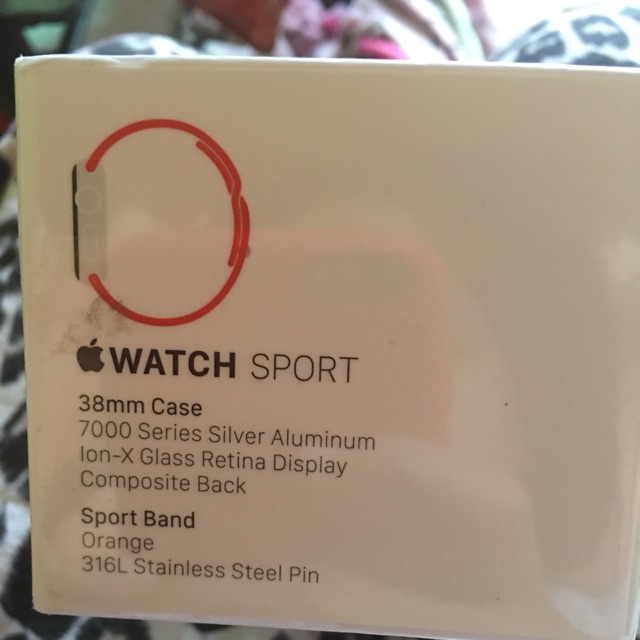 WATCH SPORT
38mm Case
7000 Series Silver Aluminum
Ion-X Glass Retina Display
Composite Back
Sport Band
Orange
316L Stainless Steel Pin